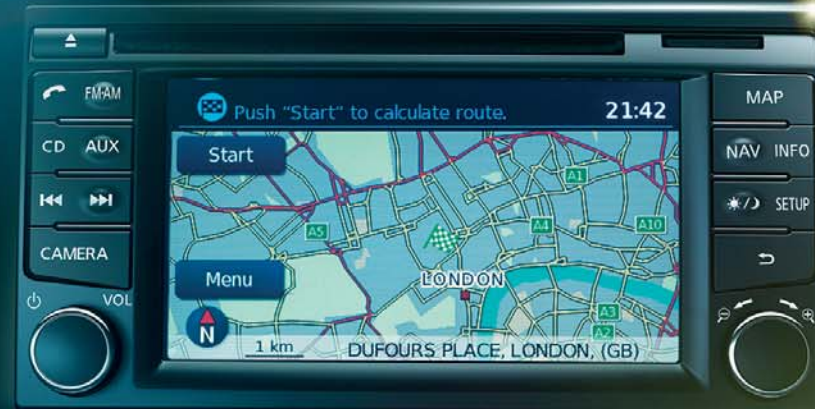 FM·AM
CD AUX
CAMERA
VOL
MAP
NAV INFO
SETUP
Push "Start" to calculate route.
21:42
Start
Menu
A1
A5
A4
A10
LONDON
A3
A2
N
1 km
DUFOURS PLACE, LONDON, (GB)